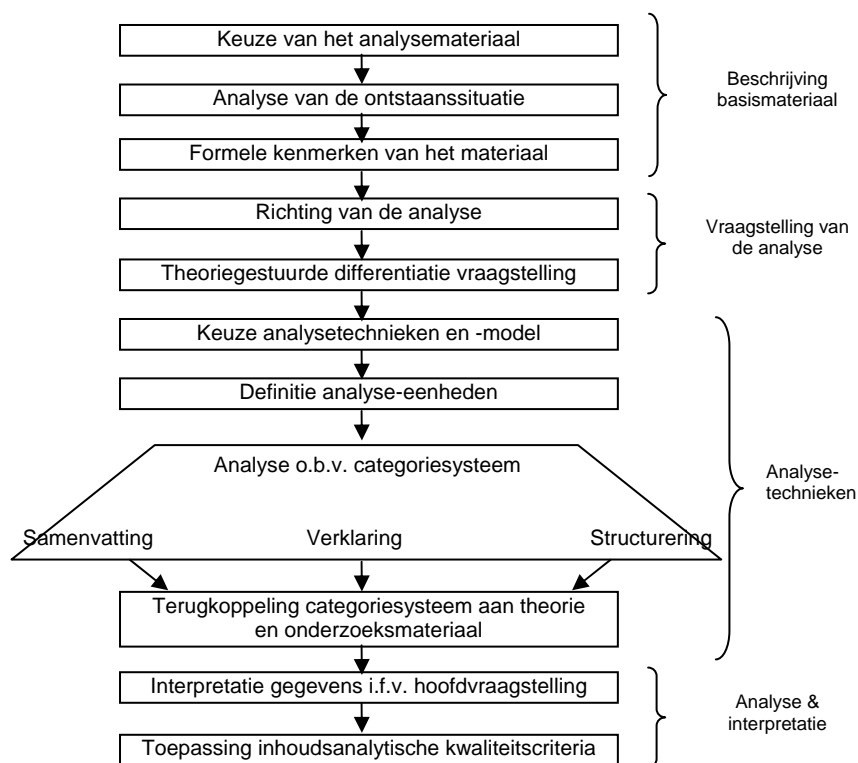 Keuze van het analysemateriaal
Analyse van de ontstaanssituatie
Formele kenmerken van het materiaal
Beschrijving
basismateriaal
Richting van de analyse
Theoriegestuurde differentiatie vraagstelling
Vraagstelling van
de analyse
Keuze analysetechnieken en -model
Definitie analyse-eenheden
Analyse o.b.v. categoriesysteem
Samenvatting
Verklaring
Structurering
Terugkoppeling categoriesysteem aan theorie
en onderzoeksmateriaal
Analyse-
technieken
Interpretatie gegevens i.f.v. hoofdvraagstelling
Toepassing inhoudsanalytische kwaliteitscriteria
Analyse &
interpretatie